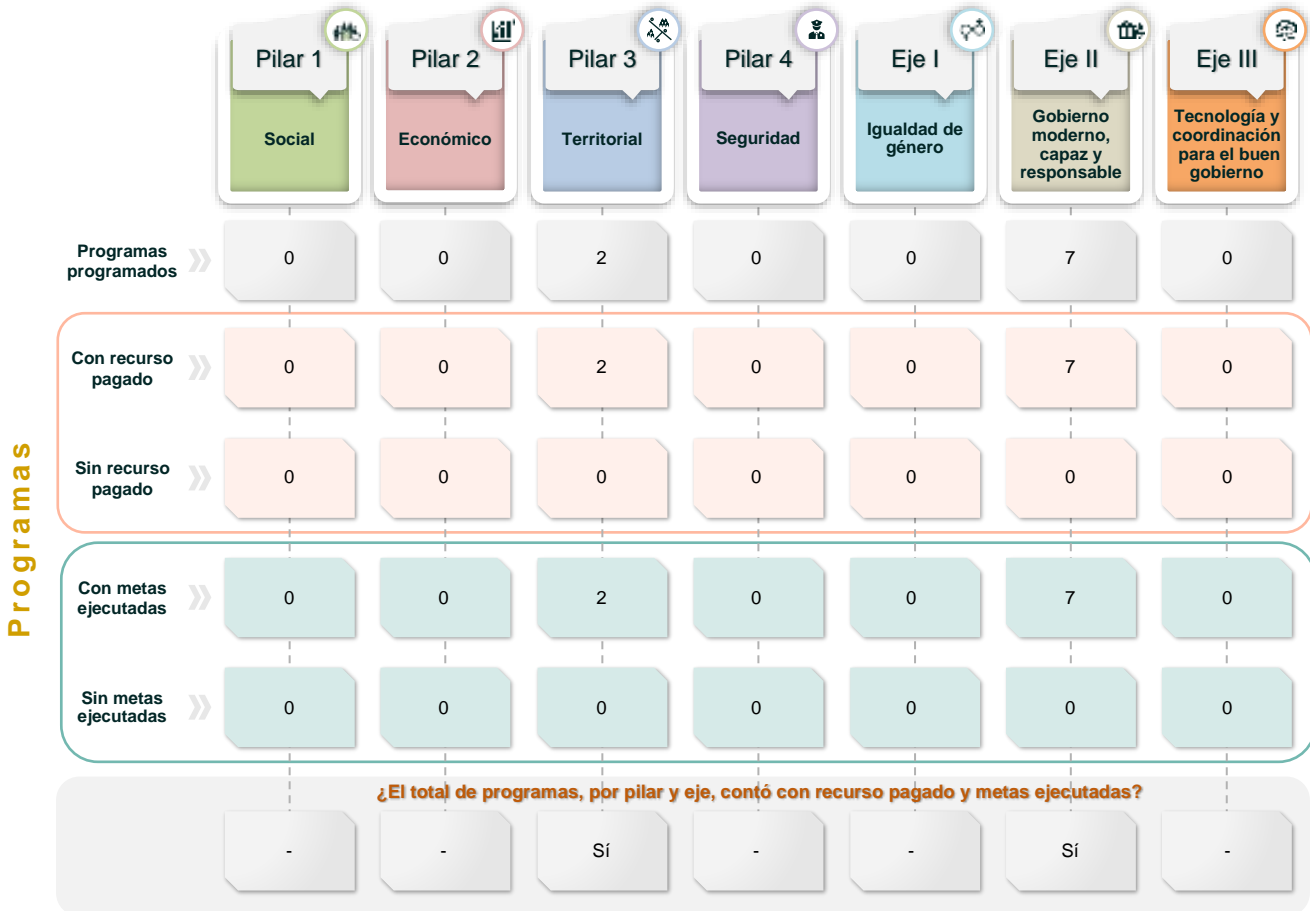 Pilar 1
Pilar 2
Pilar 3
Pilar 4
Eje I
Eje II
Eje III
Social
Económico
Territorial
Seguridad
Igualdad de
género
Gobierno
moderno,
capaz y
responsable
Tecnología y
coordinación
para el buen
gobierno
Programas
Programas
programados
0 0 2 0 0 7 0
Con recurso
pagado
0 0 2 0 0 7 0
Sin recurso
pagado
0 0 0 0 0 0 0
Con metas
ejecutadas
0 0 2 0 0 7 0
Sin metas
ejecutadas
0 0 0 0 0 0 0
¿El total de programas, por pilar y eje, contó con recurso pagado y metas ejecutadas?
- - Sí - - Sí -